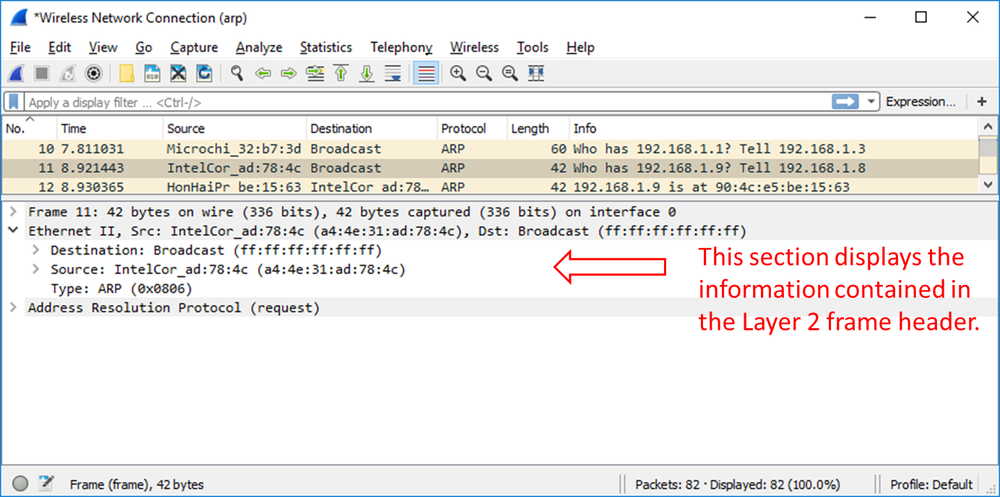 *Wireless Network Connection (arp)
File Edit View Go Capture Analyze Statistics Telephony Wireless Tools Help
Apply a display filter ... <Ctrl-/> Expression... +
No. Time Source Destination Protocol Length Info
10 7.811031 Microchi_32:b7:3d Broadcast ARP 60 Who has 192.168.1.1? Tell 192.168.1.3
11 8.921443 IntelCor_ad:78:4c Broadcast ARP 42 Who has 192.168.1.9? Tell 192.168.1.8
12 8.930365 HonHaiPr be:15:63 IntelCor ad:78… ARP 42 192.168.1.9 is at 90:4c:e5:be:15:63
Frame 11: 42 bytes on wire (336 bits), 42 bytes captured (336 bits) on interface 0
Ethernet II, Src: IntelCor_ad:78:4c (a4:4e:31:ad:78:4c), Dst: Broadcast (ff:ff:ff:ff:ff:ff)
Destination: Broadcast (ff:ff:ff:ff:ff:ff)
Source: IntelCor_ad:78:4c (a4:4e:31:ad:78:4c)
Type: ARP (0x0806)
Address Resolution Protocol (request)
This section displays the
information contained in
the Layer 2 frame header.
Frame (frame), 42 bytes Packets: 82 · Displayed: 82 (100.0%) Profile: Default